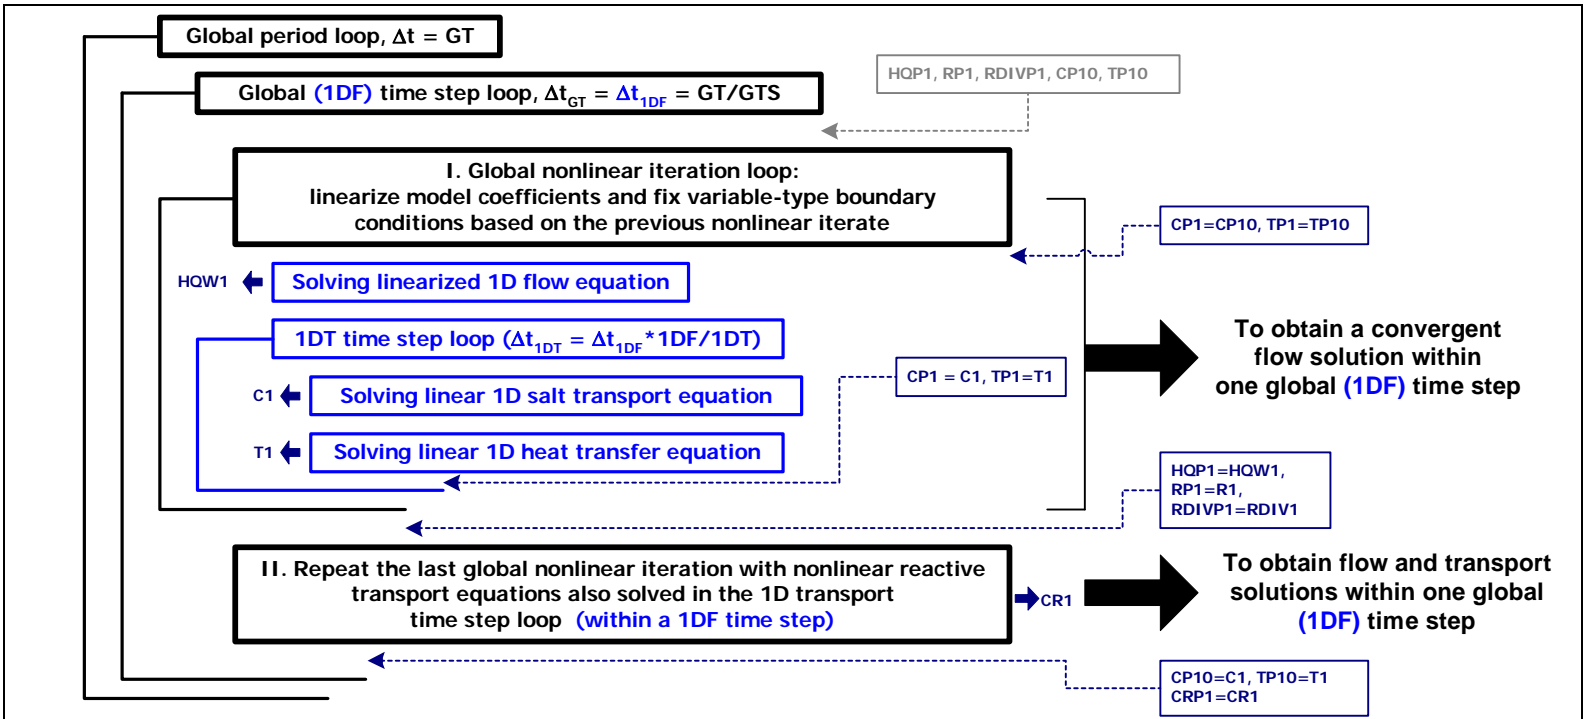 Global period loop, Δt = GT
HQP1, RP1, RDIVP1, CP10, TP10
Global (1DF) time step loop, Δt_GT = Δt_1DF = GT/GTS
I. Global nonlinear iteration loop:
linearize model coefficients and fix variable-type boundary
conditions based on the previous nonlinear iterate
CP1=CP10, TP1=TP10
HQW1
Solving linearized 1D flow equation
1DT time step loop (Δt_1DT = Δt_1DF*1DF/1DT)
To obtain a convergent
flow solution within
one global (1DF) time step
CP1 = C1, TP1=T1
C1
Solving linear 1D salt transport equation
T1
Solving linear 1D heat transfer equation
HQP1=HQW1,
RP1=R1,
RDIVP1=RDIV1
II. Repeat the last global nonlinear iteration with nonlinear reactive
transport equations also solved in the 1D transport
time step loop (within a 1DF time step)
CR1
To obtain flow and transport
solutions within one global
(1DF) time step
CP10=C1, TP10=T1
CRP1=CR1